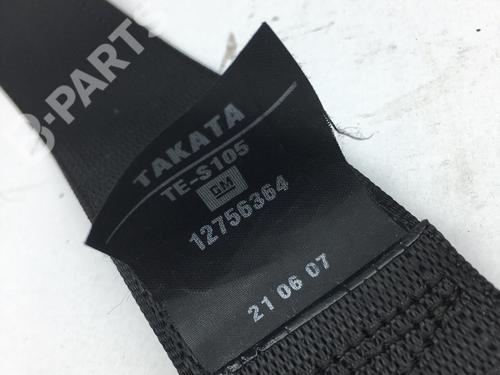 B-PARTS
TAKATA
TE-S105
GM
12756364
21 06 07